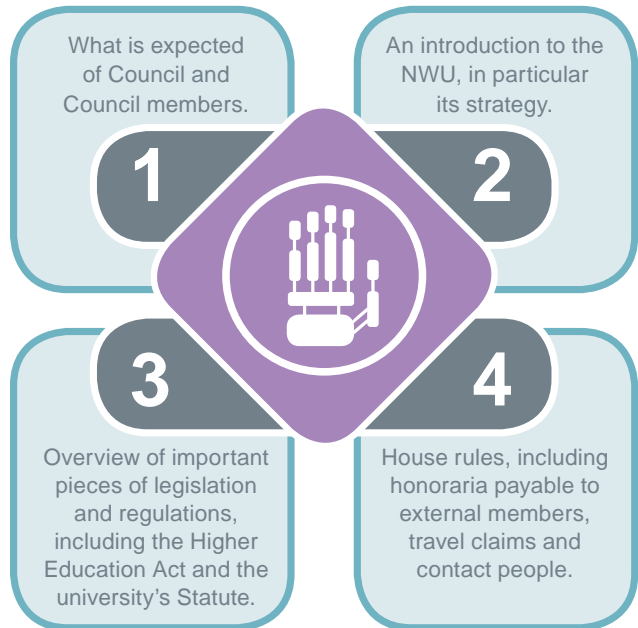 What is expected
of Council and
Council members.
1
An introduction to the
NWU, in particular
its strategy.
2
3
Overview of important
pieces of legislation
and regulations,
including the Higher
Education Act and the
university’s Statute.
4
House rules, including
honoraria payable to
external members,
travel claims and
contact people.